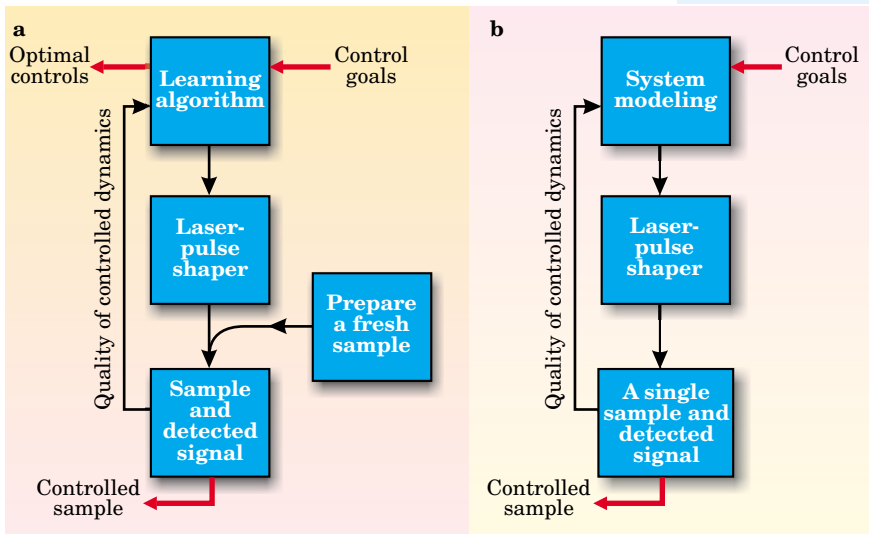 a
Optimal
controls
Learning
algorithm
Control
goals
Quality of controlled dynamics
Laser-
pulse
shaper
Prepare
a fresh
sample
Sample
and
detected
signal
Controlled
sample
b
System
modeling
Control
goals
Quality of controlled dynamics
Laser-
pulse
shaper
A single
sample and
detected
signal
Controlled
sample